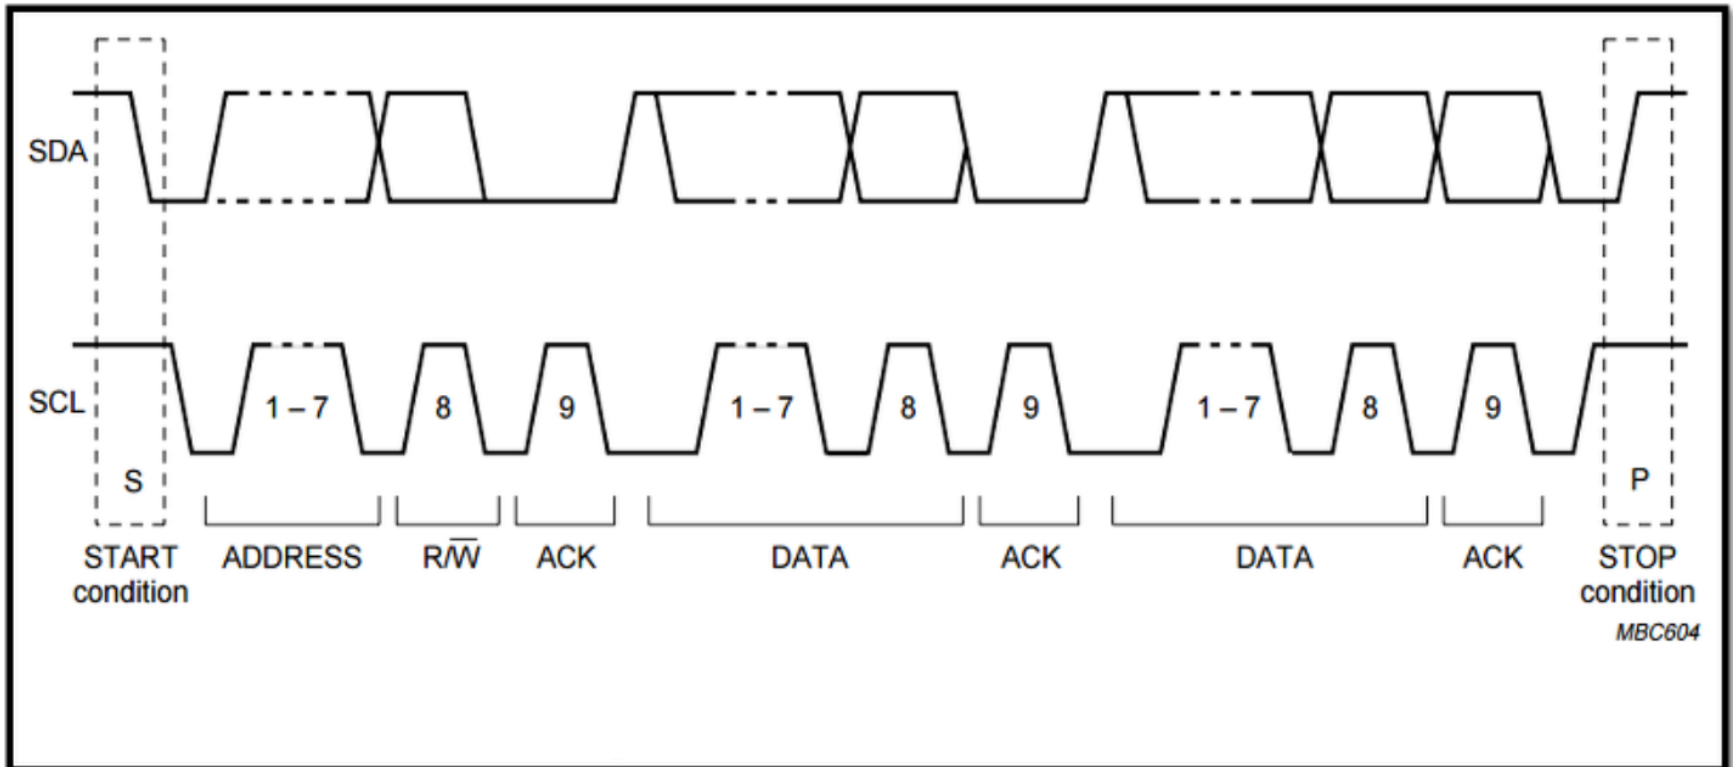 SDA
SCL
1 – 7
8
9
1 – 7
8
9
1 – 7
8
9
S
P
START
condition
ADDRESS
R/W̅
ACK
DATA
ACK
DATA
ACK
STOP
condition
MBC604